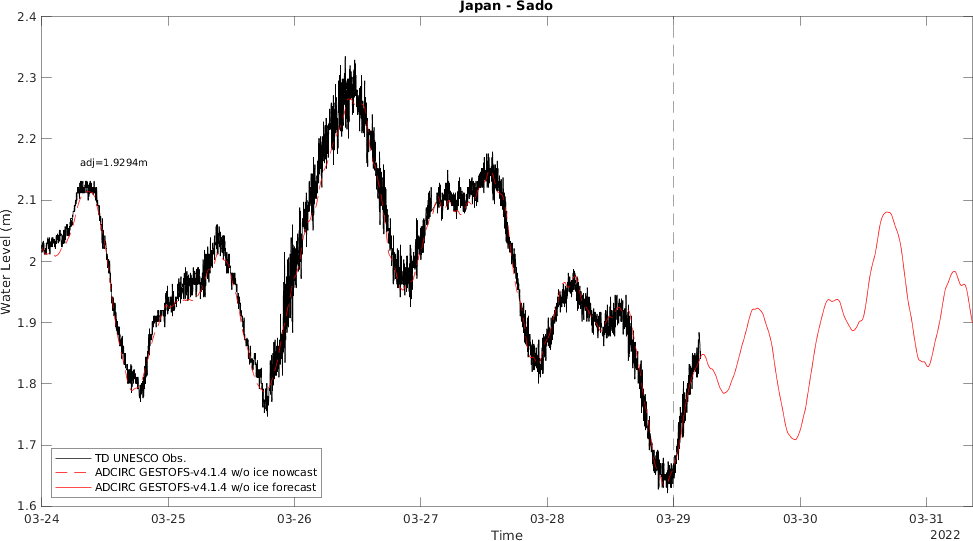 Japan - Sado
2.4
2.3
2.2
2.1
2
1.9
1.8
1.7
1.6
Water Level (m)
adj=1.9294m
TD UNESCO Obs.
ADCIRC GESTOFS-v4.1.4 w/o ice nowcast
ADCIRC GESTOFS-v4.1.4 w/o ice forecast
03-24 03-25 03-26 03-27 03-28 03-29 03-30 03-31
Time
2022